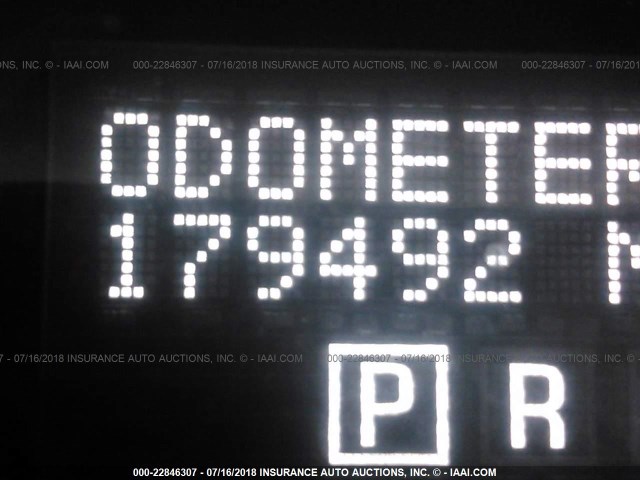 NS, INC. © - IAAI.COM 000-22846307 - 07/16/2018 INSURANCE AUTO AUCTIONS, INC. © - IAAI.COM 000-22846307 - 07/16/2018
ODOMETER
179492 M
07 - 07/16/2018 INSURANCE AUTO AUCTIONS, INC. © - IAAI.COM 000-22846307 - 07/16/2018 INSURANCE AUTO AUCTIONS, INC. © - IAAI.COM
P R
000-22846307 - 07/16/2018 INSURANCE AUTO AUCTIONS, INC. © - IAAI.COM